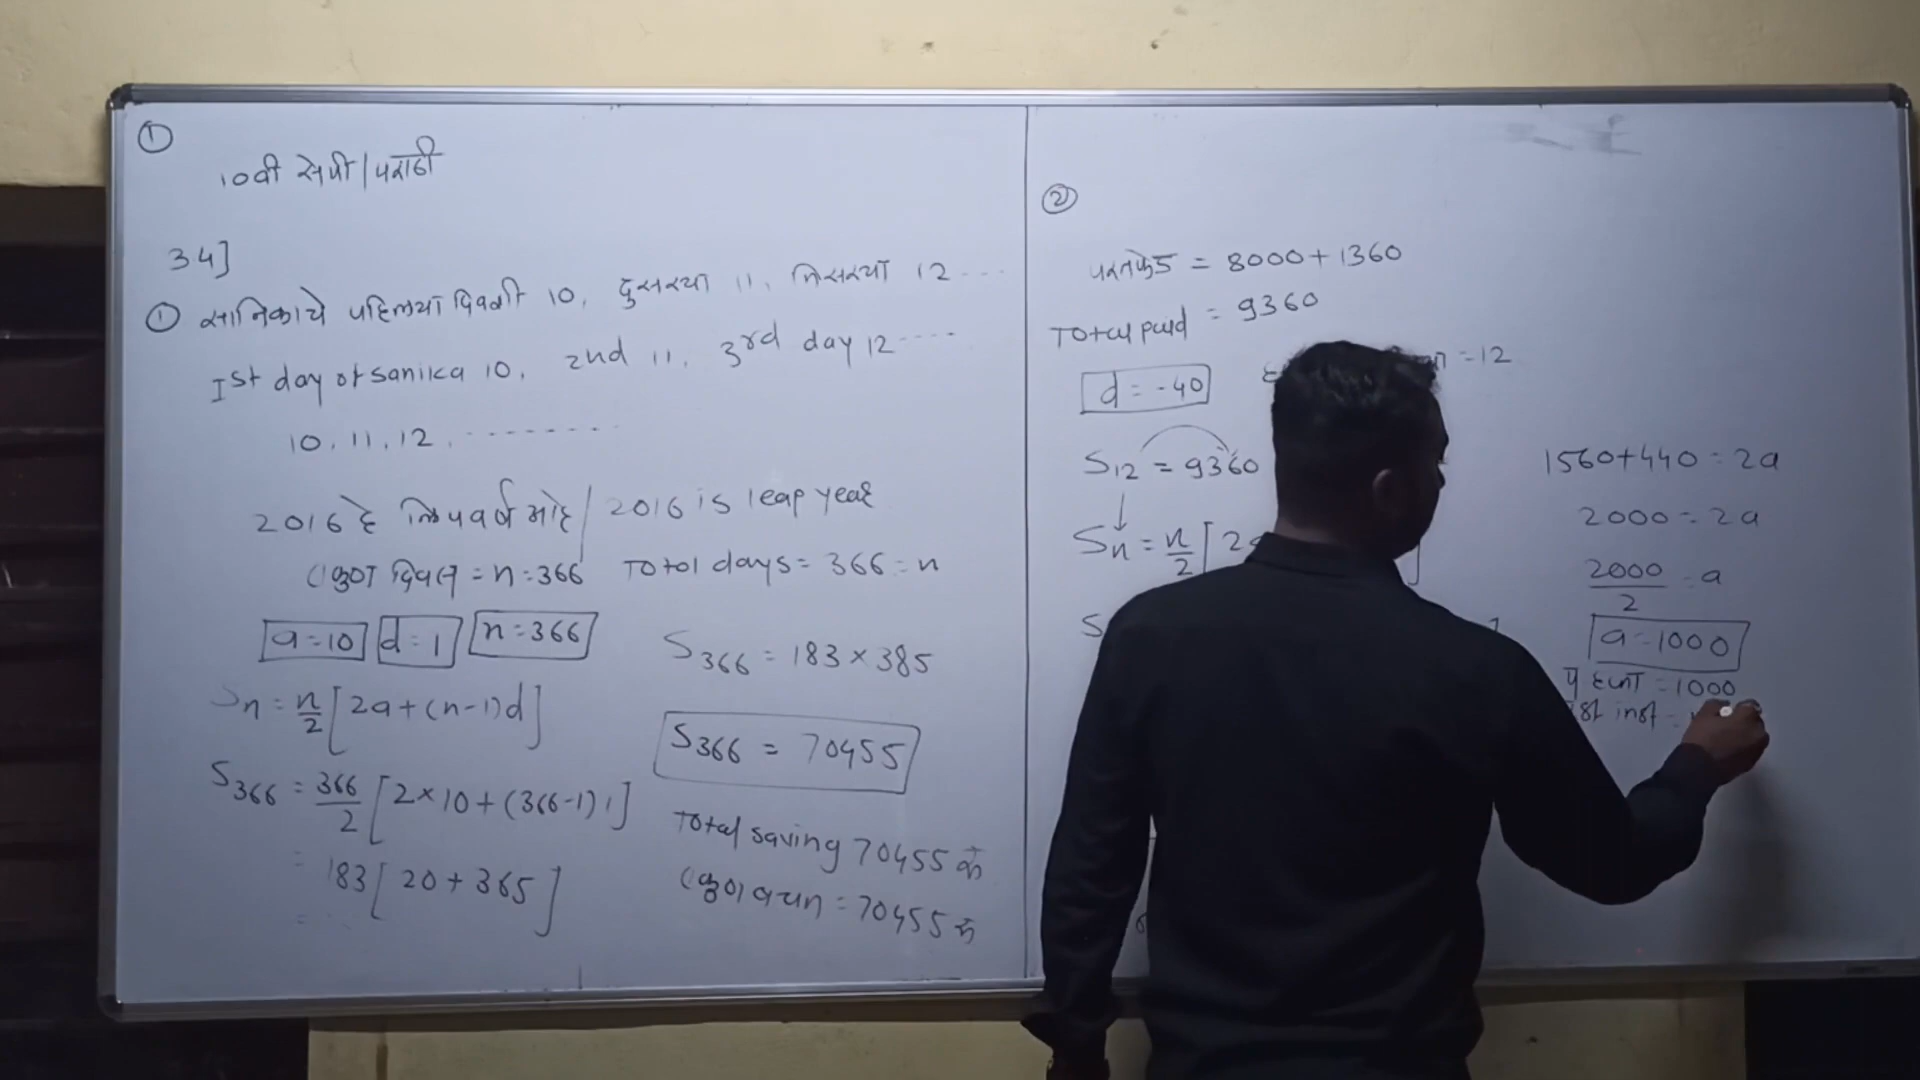 ①
10वी सेमी / मराठी
34]
① सानिकाचे पहिल्या दिवशी 10, दुसऱ्या 11, तिसऱ्या 12 ....
Ist day of sanika 10, 2nd 11, 3rd day 12 ....
10, 11, 12, --------
2016 हे लिपवर्ष आहे / 2016 is leap year
एकुण दिवस = n = 366 Total days = 366 = n
a = 10 d = 1 n = 366
Sn = n/2 [2a + (n-1)d]
S366 = 366/2 [2 × 10 + (366-1) 1]
= 183 [20 + 365]
S366 = 183 × 385
S366 = 70455
Total saving 70455 रु
एकुण बचत = 70455 रु
②
परतफेड = 8000 + 1360
Total paid = 9360
d = -40
= 12
S12 = 9360
Sn = n/2 [2a
1560 + 440 = 2a
2000 = 2a
2000/2 = a
a = 1000
हप्ता = 1000
inst =